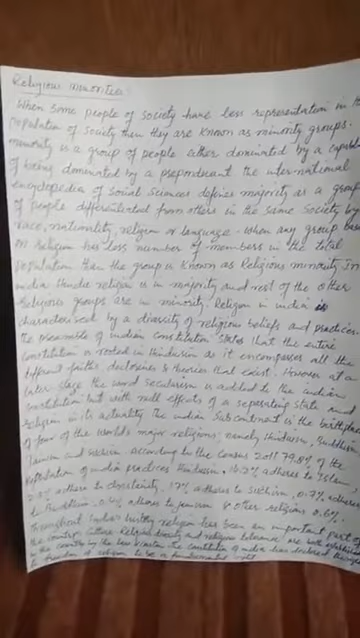 Religious Minorities
When some people of society have less representation in the
population of society then they are known as minority groups.
minority is a group of people either dominated by a capable
of being dominated by a preponderant the international
encyclopedia of Social Sciences defines majority as a group
of people differentiated from others in the same Society by
race, nationality, religion or language. when any group based
on religion has less number of members in the total
population then the group is known as Religious minority In
india Hindu religion is in majority and rest of the other
Religious groups are in minority. Religion in india is
characterised by a diversity of religious beliefs and practices.
the preamble of indian Constitution states that the entire
Constitution is rooted in Hinduism as it encompasses all the
different faiths doctrines & theories that exist. However at a
later stage the word secularism is added to the indian
Constitution but with null effects of a separating state and
religion in its actuality the indian Subcontinent is the birthplace
of four of the world's major religions namely Hinduism, Buddhism
Jainism and according to the Census 2011 79.8% of the
Population of india practices Hinduism, 14.2% adheres to Islam
2.3% adhere to christianity, 1.7% adheres to Sikhism, 0.7% adheres
to Buddhism, 0.4% adheres to jainism & other religions 0.6%.
Throughout India's history religion has been an important part of
the country's culture Religious diversity and religious tolerance are both established
in the country by the law & custom the constitution of india has declared the right
to freedom of religion to be a fundamental right